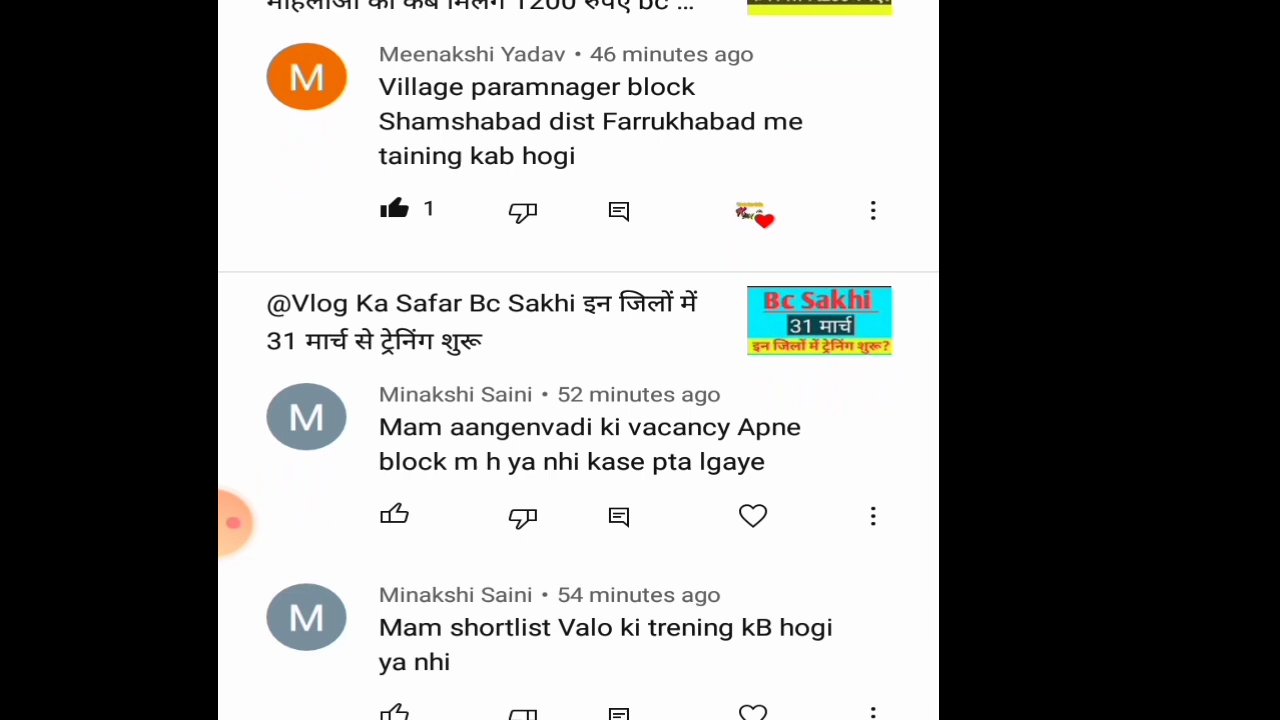 महिलाओं को कब मिलेंगे 1200 रुपए bc ...
Meenakshi Yadav • 46 minutes ago
Village paramnager block
Shamshabad dist Farrukhabad me
taining kab hogi
1
@Vlog Ka Safar Bc Sakhi इन जिलों में
31 मार्च से ट्रेनिंग शुरू
Bc Sakhi
31 मार्च
इन जिलों में ट्रेनिंग शुरू?
M
Minakshi Saini • 52 minutes ago
Mam aangenvadi ki vacancy Apne
block m h ya nhi kase pta lgaye
M
Minakshi Saini • 54 minutes ago
Mam shortlist Valo ki trening kB hogi
ya nhi
M